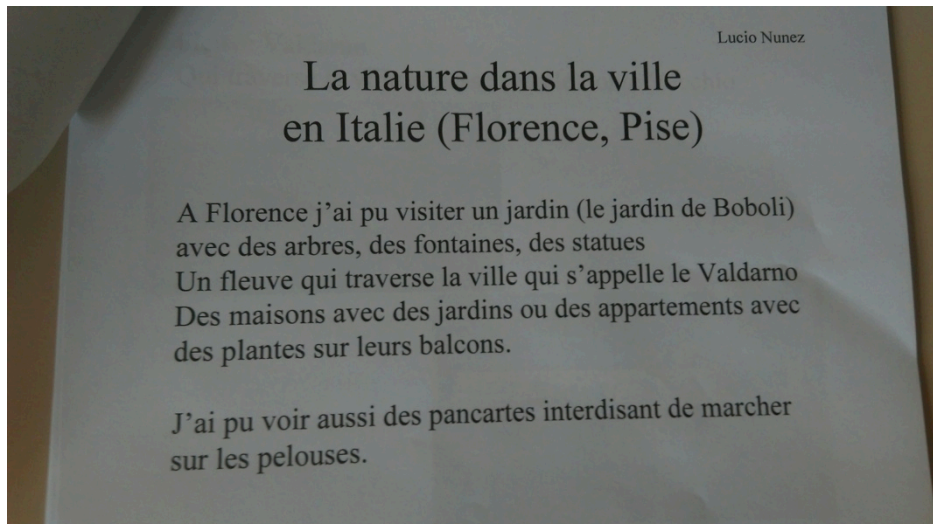 Lucio Nunez
La nature dans la ville
en Italie (Florence, Pise)
A Florence j'ai pu visiter un jardin (le jardin de Boboli)
avec des arbres, des fontaines, des statues
Un fleuve qui traverse la ville qui s'appelle le Valdarno
Des maisons avec des jardins ou des appartements avec
des plantes sur leurs balcons.
J'ai pu voir aussi des pancartes interdisant de marcher
sur les pelouses.